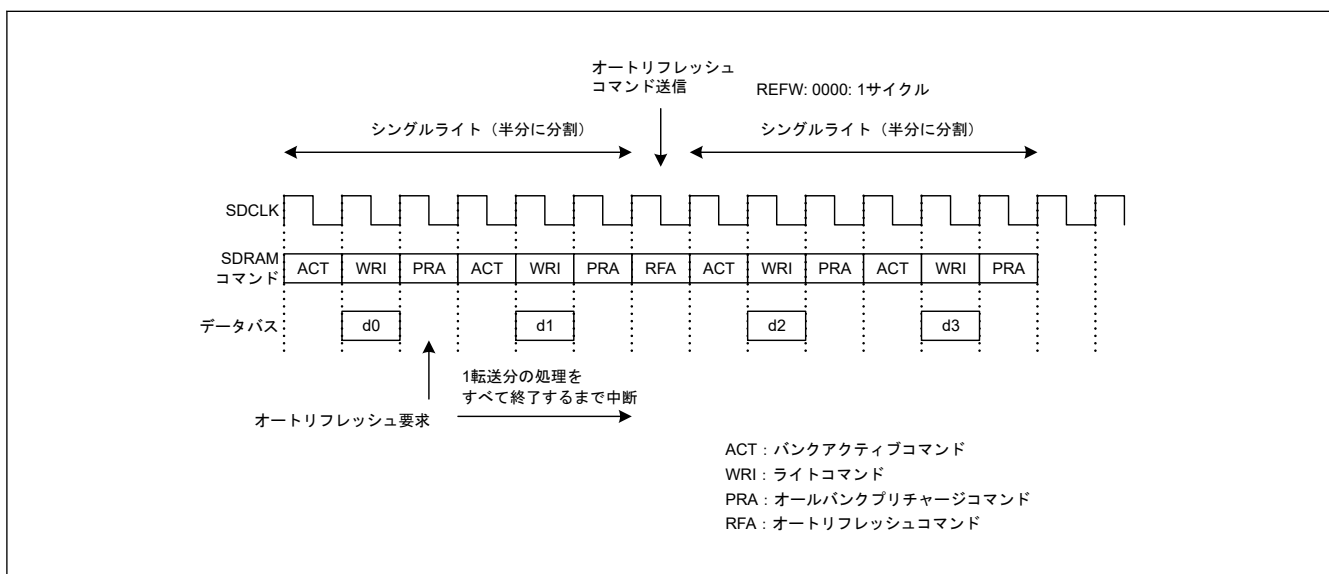 オートリフレッシュ
コマンド送信
REFW: 0000: 1サイクル
シングルライト（半分に分割）
シングルライト（半分に分割）
SDCLK
SDRAM
コマンド
ACT WRI PRA ACT WRI PRA RFA ACT WRI PRA ACT WRI PRA
データバス
d0 d1 d2 d3
1転送分の処理を
すべて終了するまで中断
オートリフレッシュ要求
ACT：バンクアクティブコマンド
WRI：ライトコマンド
PRA：オールバンクプリチャージコマンド
RFA：オートリフレッシュコマンド